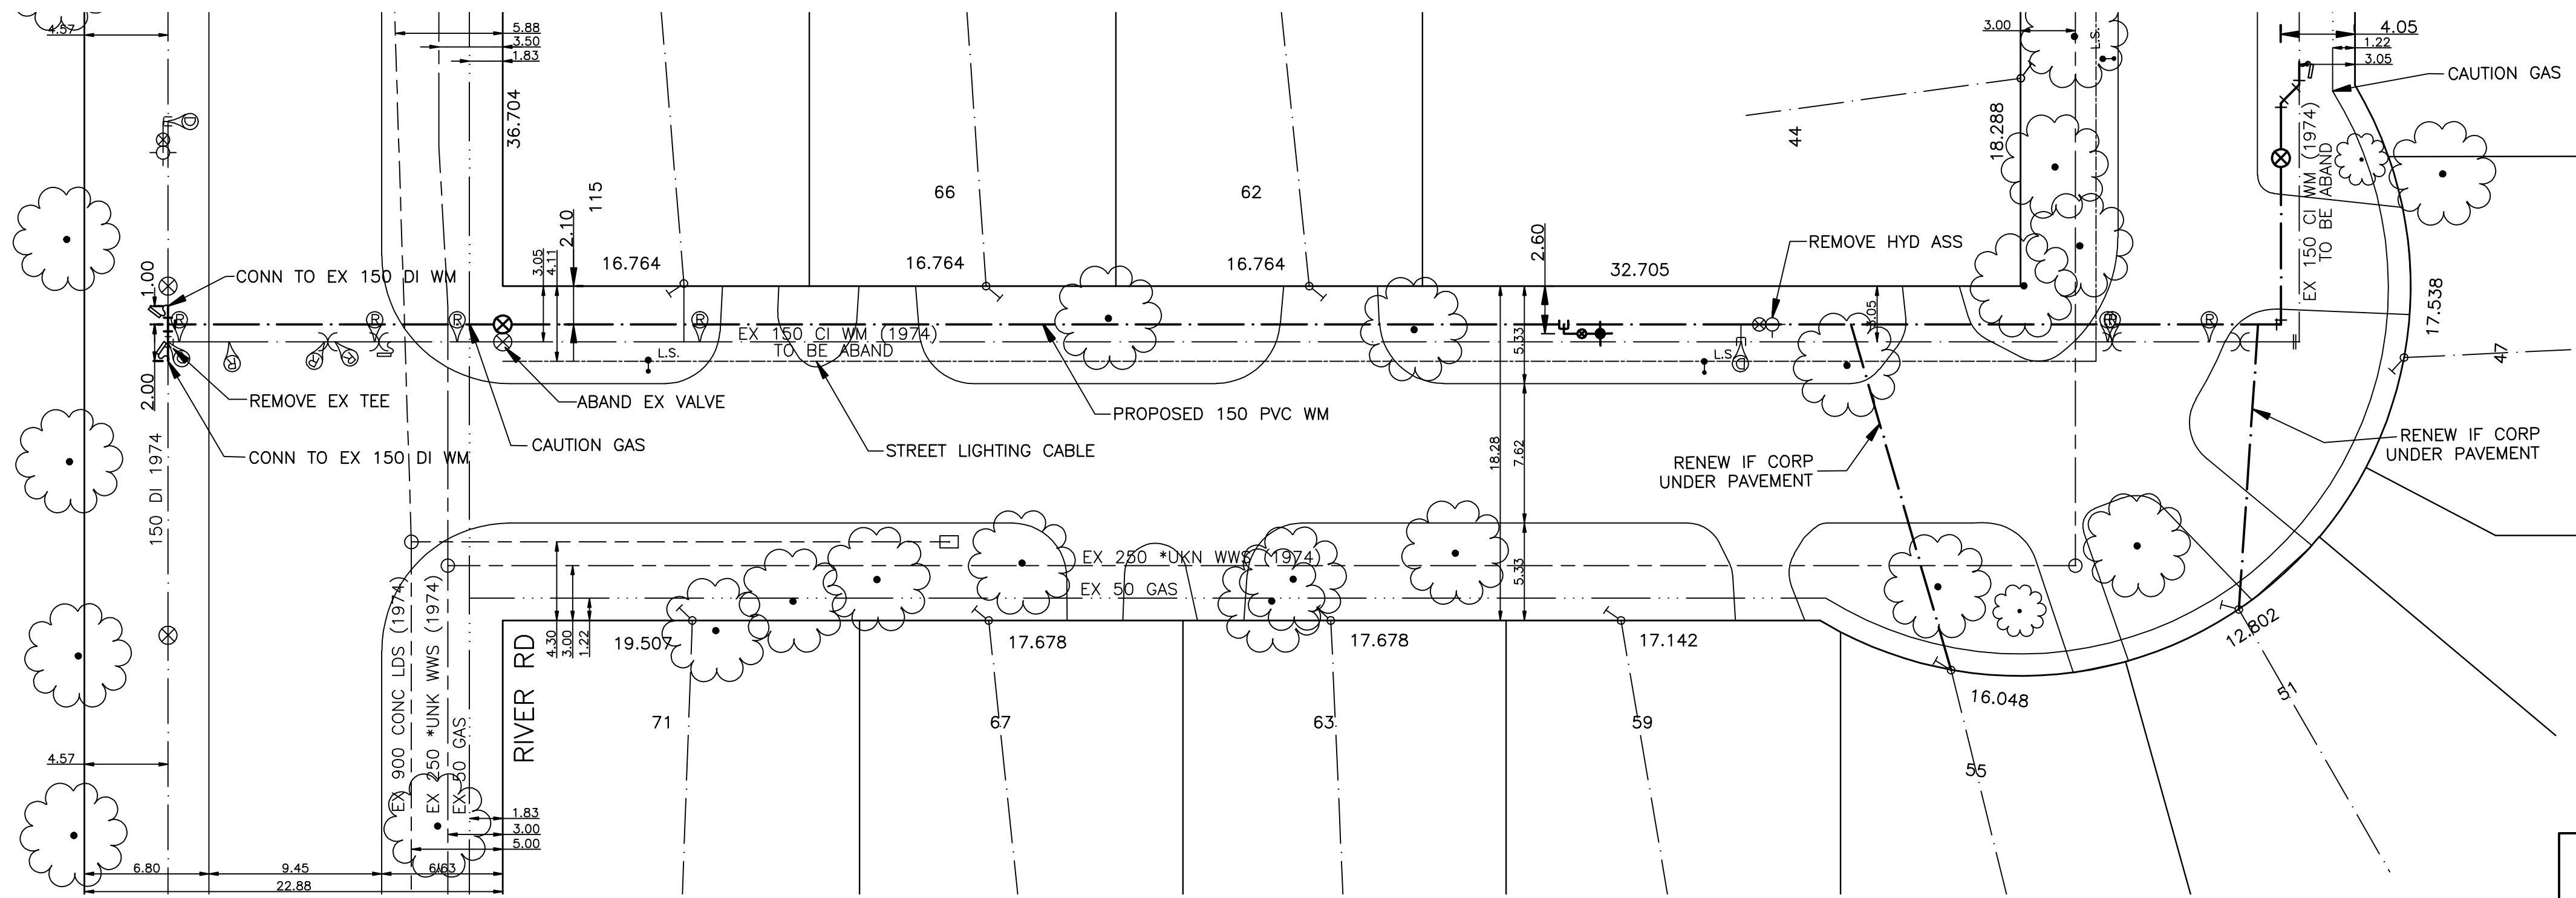 4.57
5.88
3.50
1.83
3.00
L.S.
4.05
1.22
3.05
CAUTION GAS
36.704
115
66
62
44
18.288
EX 150 CI WM (1974)
TO BE ABAND
1.00
CONN TO EX 150 DI WM
3.05
4.11
2.10
16.764
16.764
16.764
2.60
32.705
REMOVE HYD ASS
17.538
R
R
R
R
D
EX 150 CI WM (1974)
TO BE ABAND
L.S.
5.33
L.S.
3.05
R
R
47
2.00
REMOVE EX TEE
ABAND EX VALVE
PROPOSED 150 PVC WM
CONN TO EX 150 DI WM
CAUTION GAS
STREET LIGHTING CABLE
18.28
7.62
RENEW IF CORP
UNDER PAVEMENT
RENEW IF CORP
UNDER PAVEMENT
150 DI 1974
EX 250 *UKN WWS (1974)
EX 50 GAS
5.33
4.30
3.00
1.22
19.507
17.678
17.678
17.142
12.802
16.048
EX 900 CONC LDS (1974)
EX 250 *UNK WWS (1974)
EX 50 GAS
RIVER RD
71
67
63
59
55
51
4.57
1.83
3.00
5.00
6.80
9.45
6.63
22.88